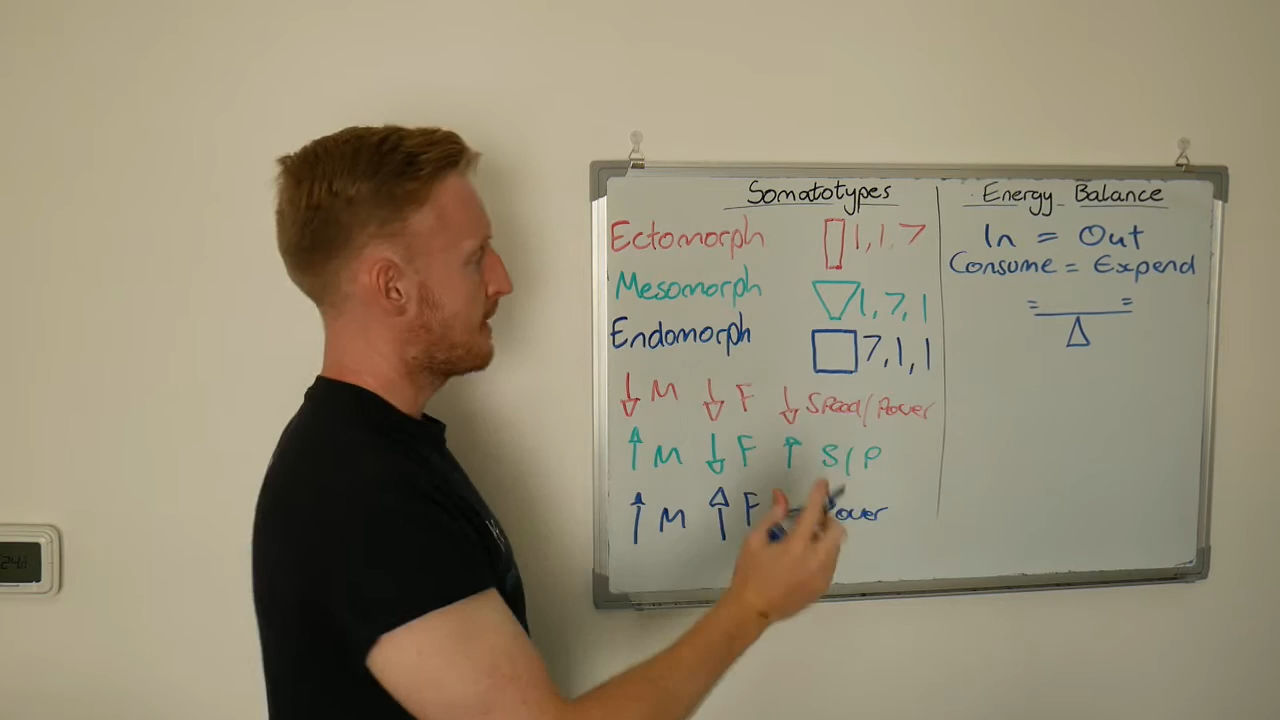 Somatotypes
Ectomorph 1,1,7
Mesomorph 1,7,1
Endomorph 7,1,1
↓ M ↓ F ↓ Speed/Power
↑ M ↓ F ↑ S/P
↑ M ↑ F
Energy Balance
In = Out
Consume = Expend
= =